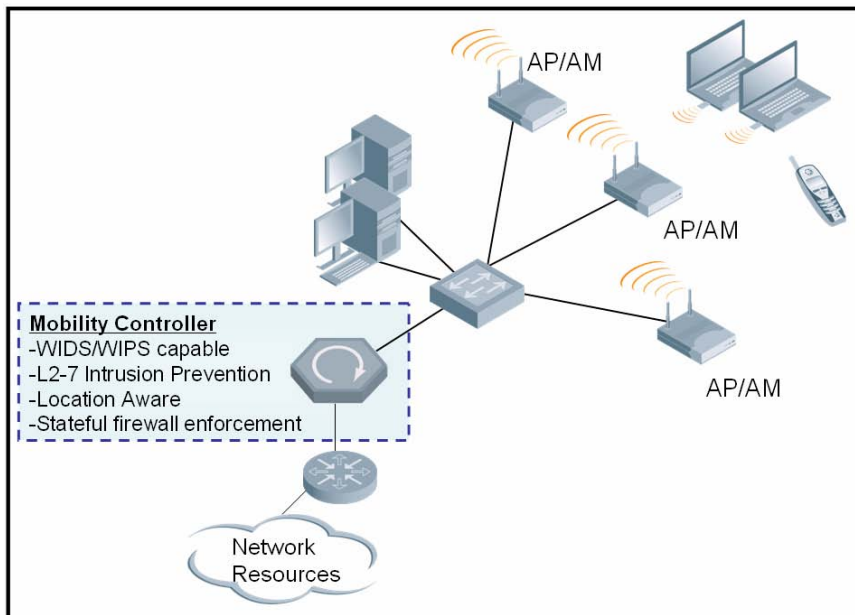 AP/AM
AP/AM
AP/AM
Mobility Controller
-WIDS/WIPS capable
-L2-7 Intrusion Prevention
-Location Aware
-Stateful firewall enforcement
Network
Resources